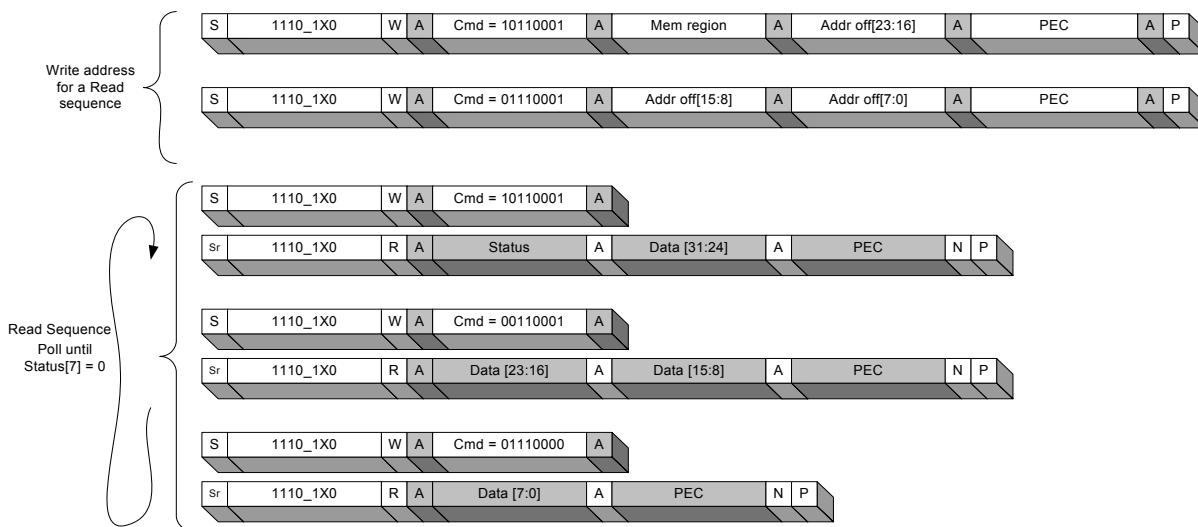 S 1110_1X0 W A Cmd = 10110001 A Mem region A Addr off[23:16] A PEC A P
Write address
for a Read
sequence
S 1110_1X0 W A Cmd = 01110001 A Addr off[15:8] A Addr off[7:0] A PEC A P
S 1110_1X0 W A Cmd = 10110001 A
Sr 1110_1X0 R A Status A Data [31:24] A PEC N P
Read Sequence
Poll until
Status[7] = 0
S 1110_1X0 W A Cmd = 00110001 A
Sr 1110_1X0 R A Data [23:16] A Data [15:8] A PEC N P
S 1110_1X0 W A Cmd = 01110000 A
Sr 1110_1X0 R A Data [7:0] A PEC N P